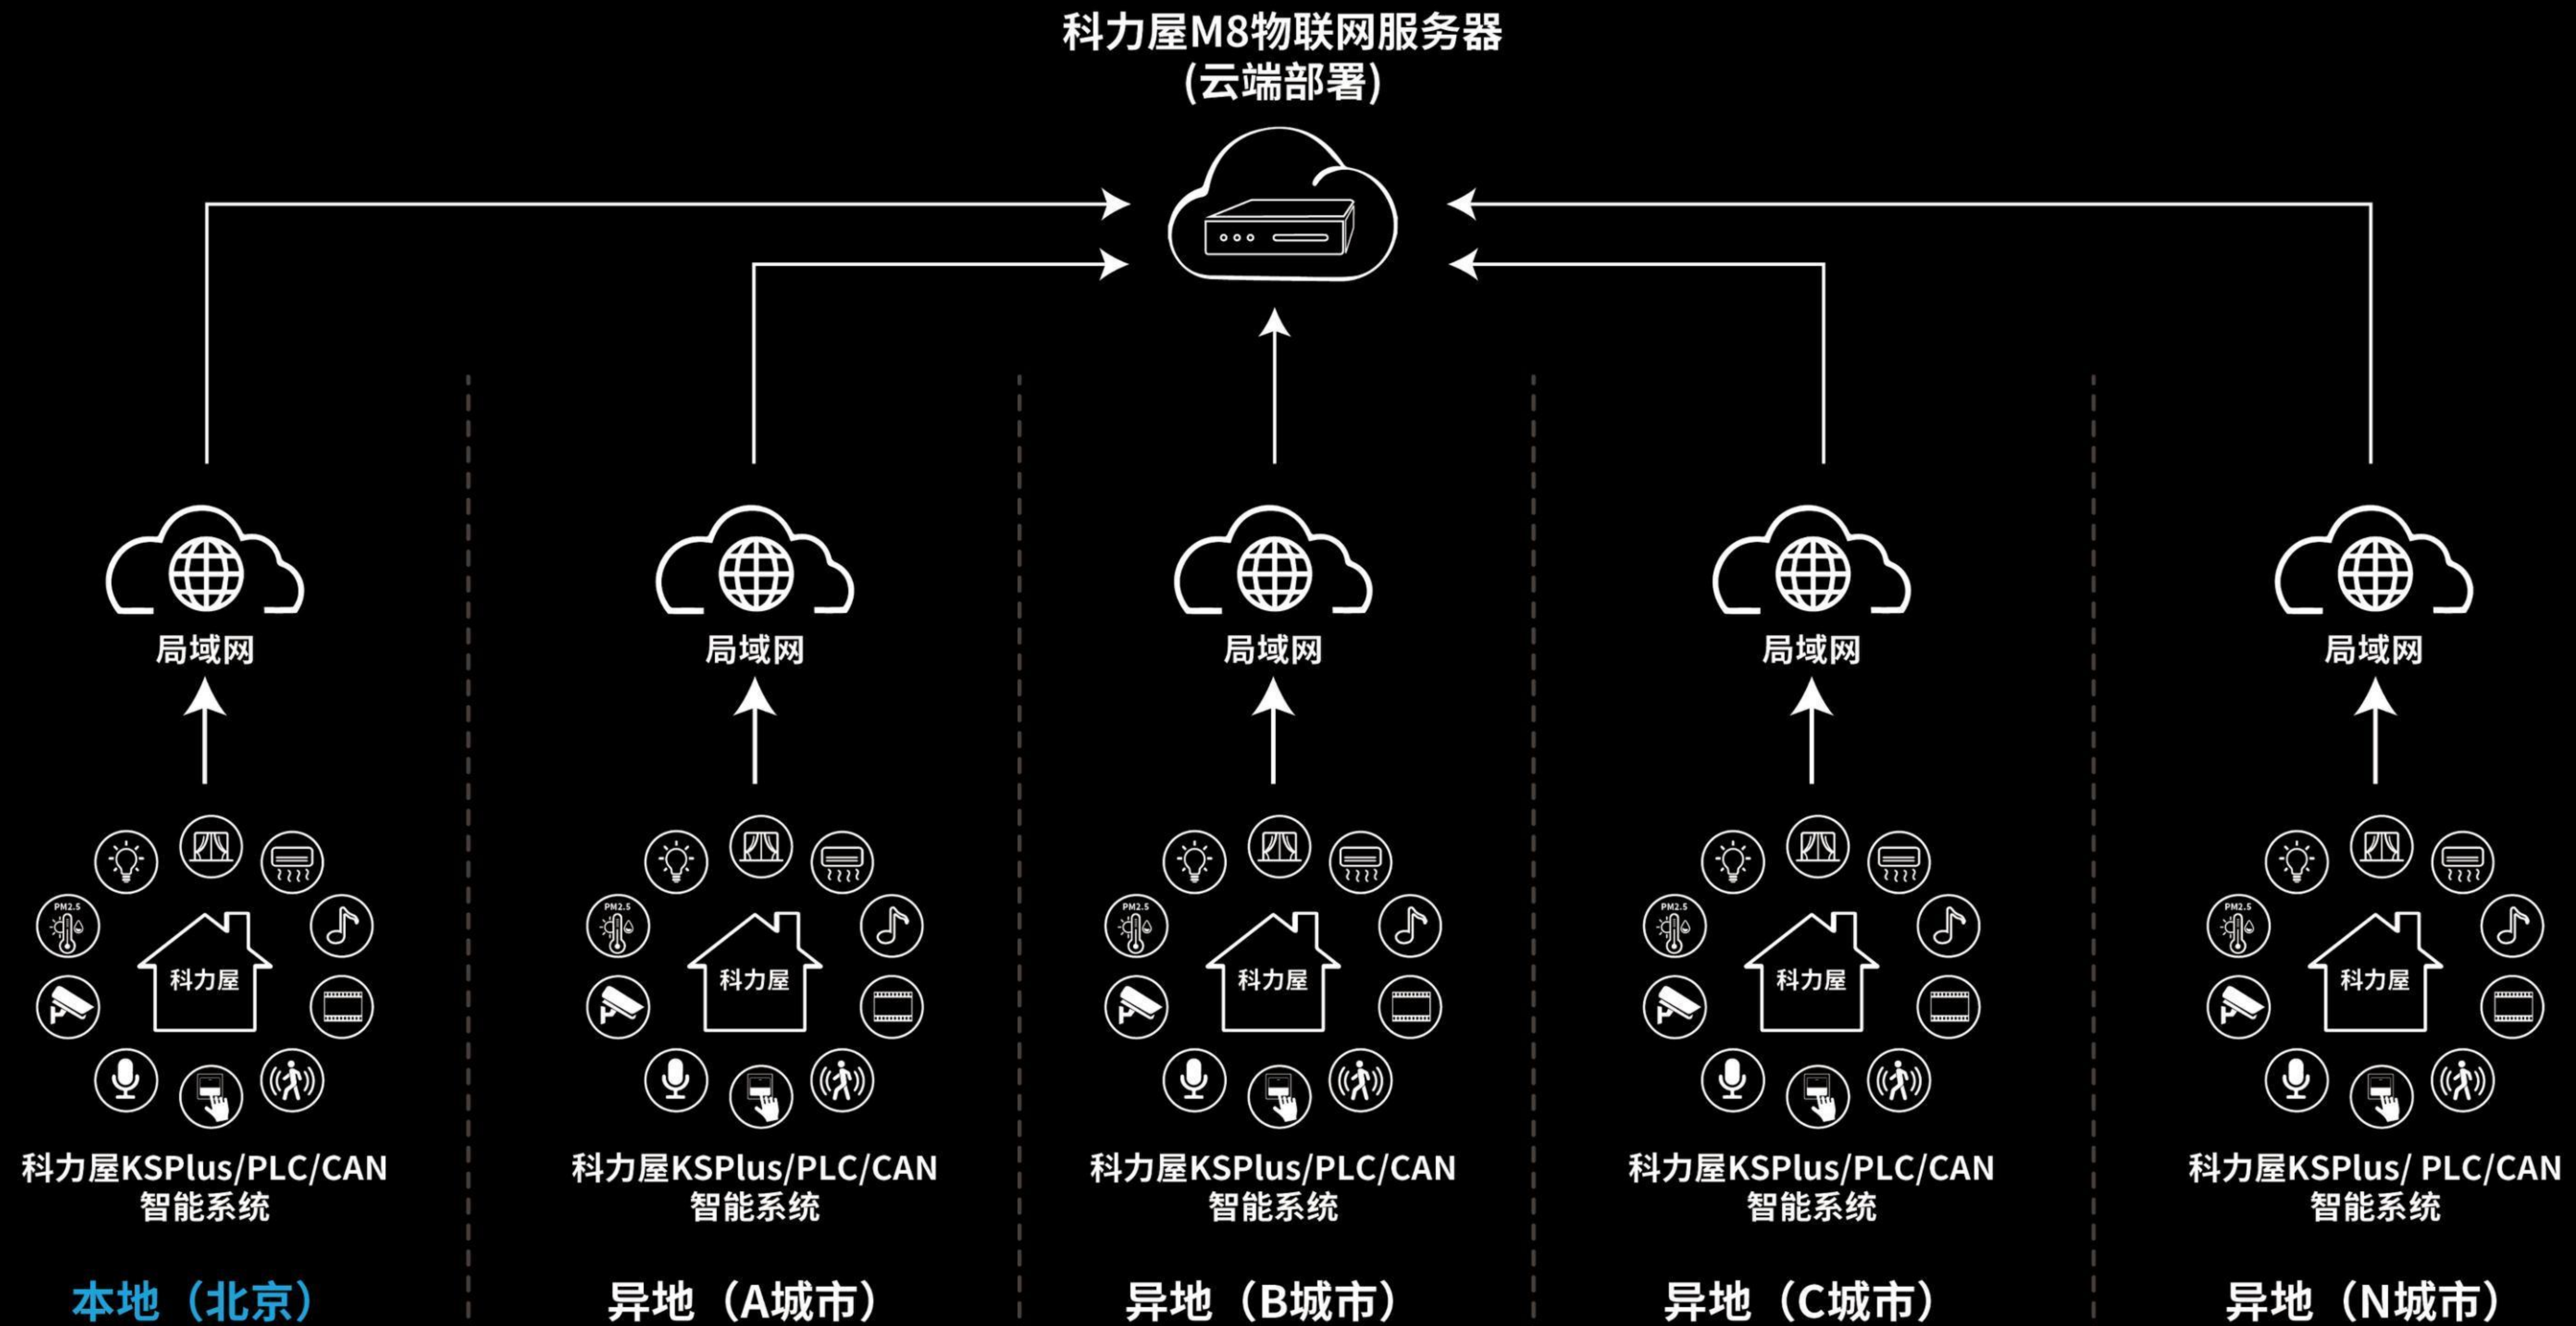 科力屋M8物联网服务器
(云端部署)
局域网
局域网
局域网
局域网
局域网
PM2.5
PM2.5
PM2.5
PM2.5
PM2.5
科力屋
科力屋
科力屋
科力屋
科力屋
科力屋KSPlus/PLC/CAN
智能系统
科力屋KSPlus/PLC/CAN
智能系统
科力屋KSPlus/PLC/CAN
智能系统
科力屋KSPlus/PLC/CAN
智能系统
科力屋KSPlus/ PLC/CAN
智能系统
本地（北京）
异地（A城市）
异地（B城市）
异地（C城市）
异地（N城市）